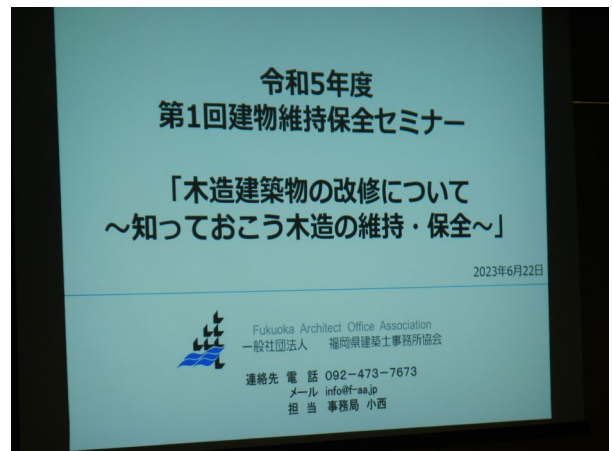 令和5年度
第1回建物維持保全セミナー
「木造建築物の改修について
～知っておこう木造の維持・保全～」
2023年6月22日
Fukuoka Architect Office Association
一般社団法人 福岡県建築士事務所協会
連絡先 電 話 092-473-7673
メール info@f-aa.jp
担 当 事務局 小西